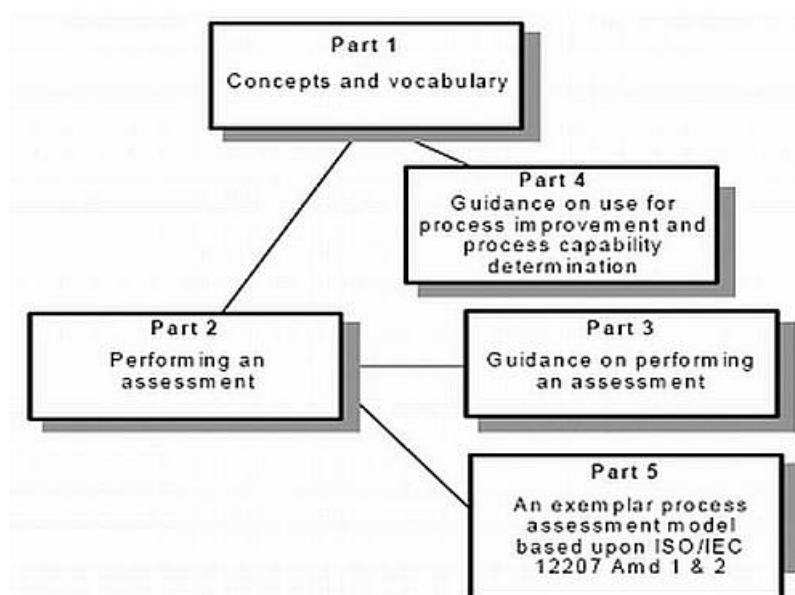 Part 1
Concepts and vocabulary
Part 4
Guidance on use for
process improvement and
process capability
determination
Part 2
Performing an
assessment
Part 3
Guidance on performing
an assessment
Part 5
An exemplar process
assessment model
based upon ISO/IEC
12207 Amd 1 & 2